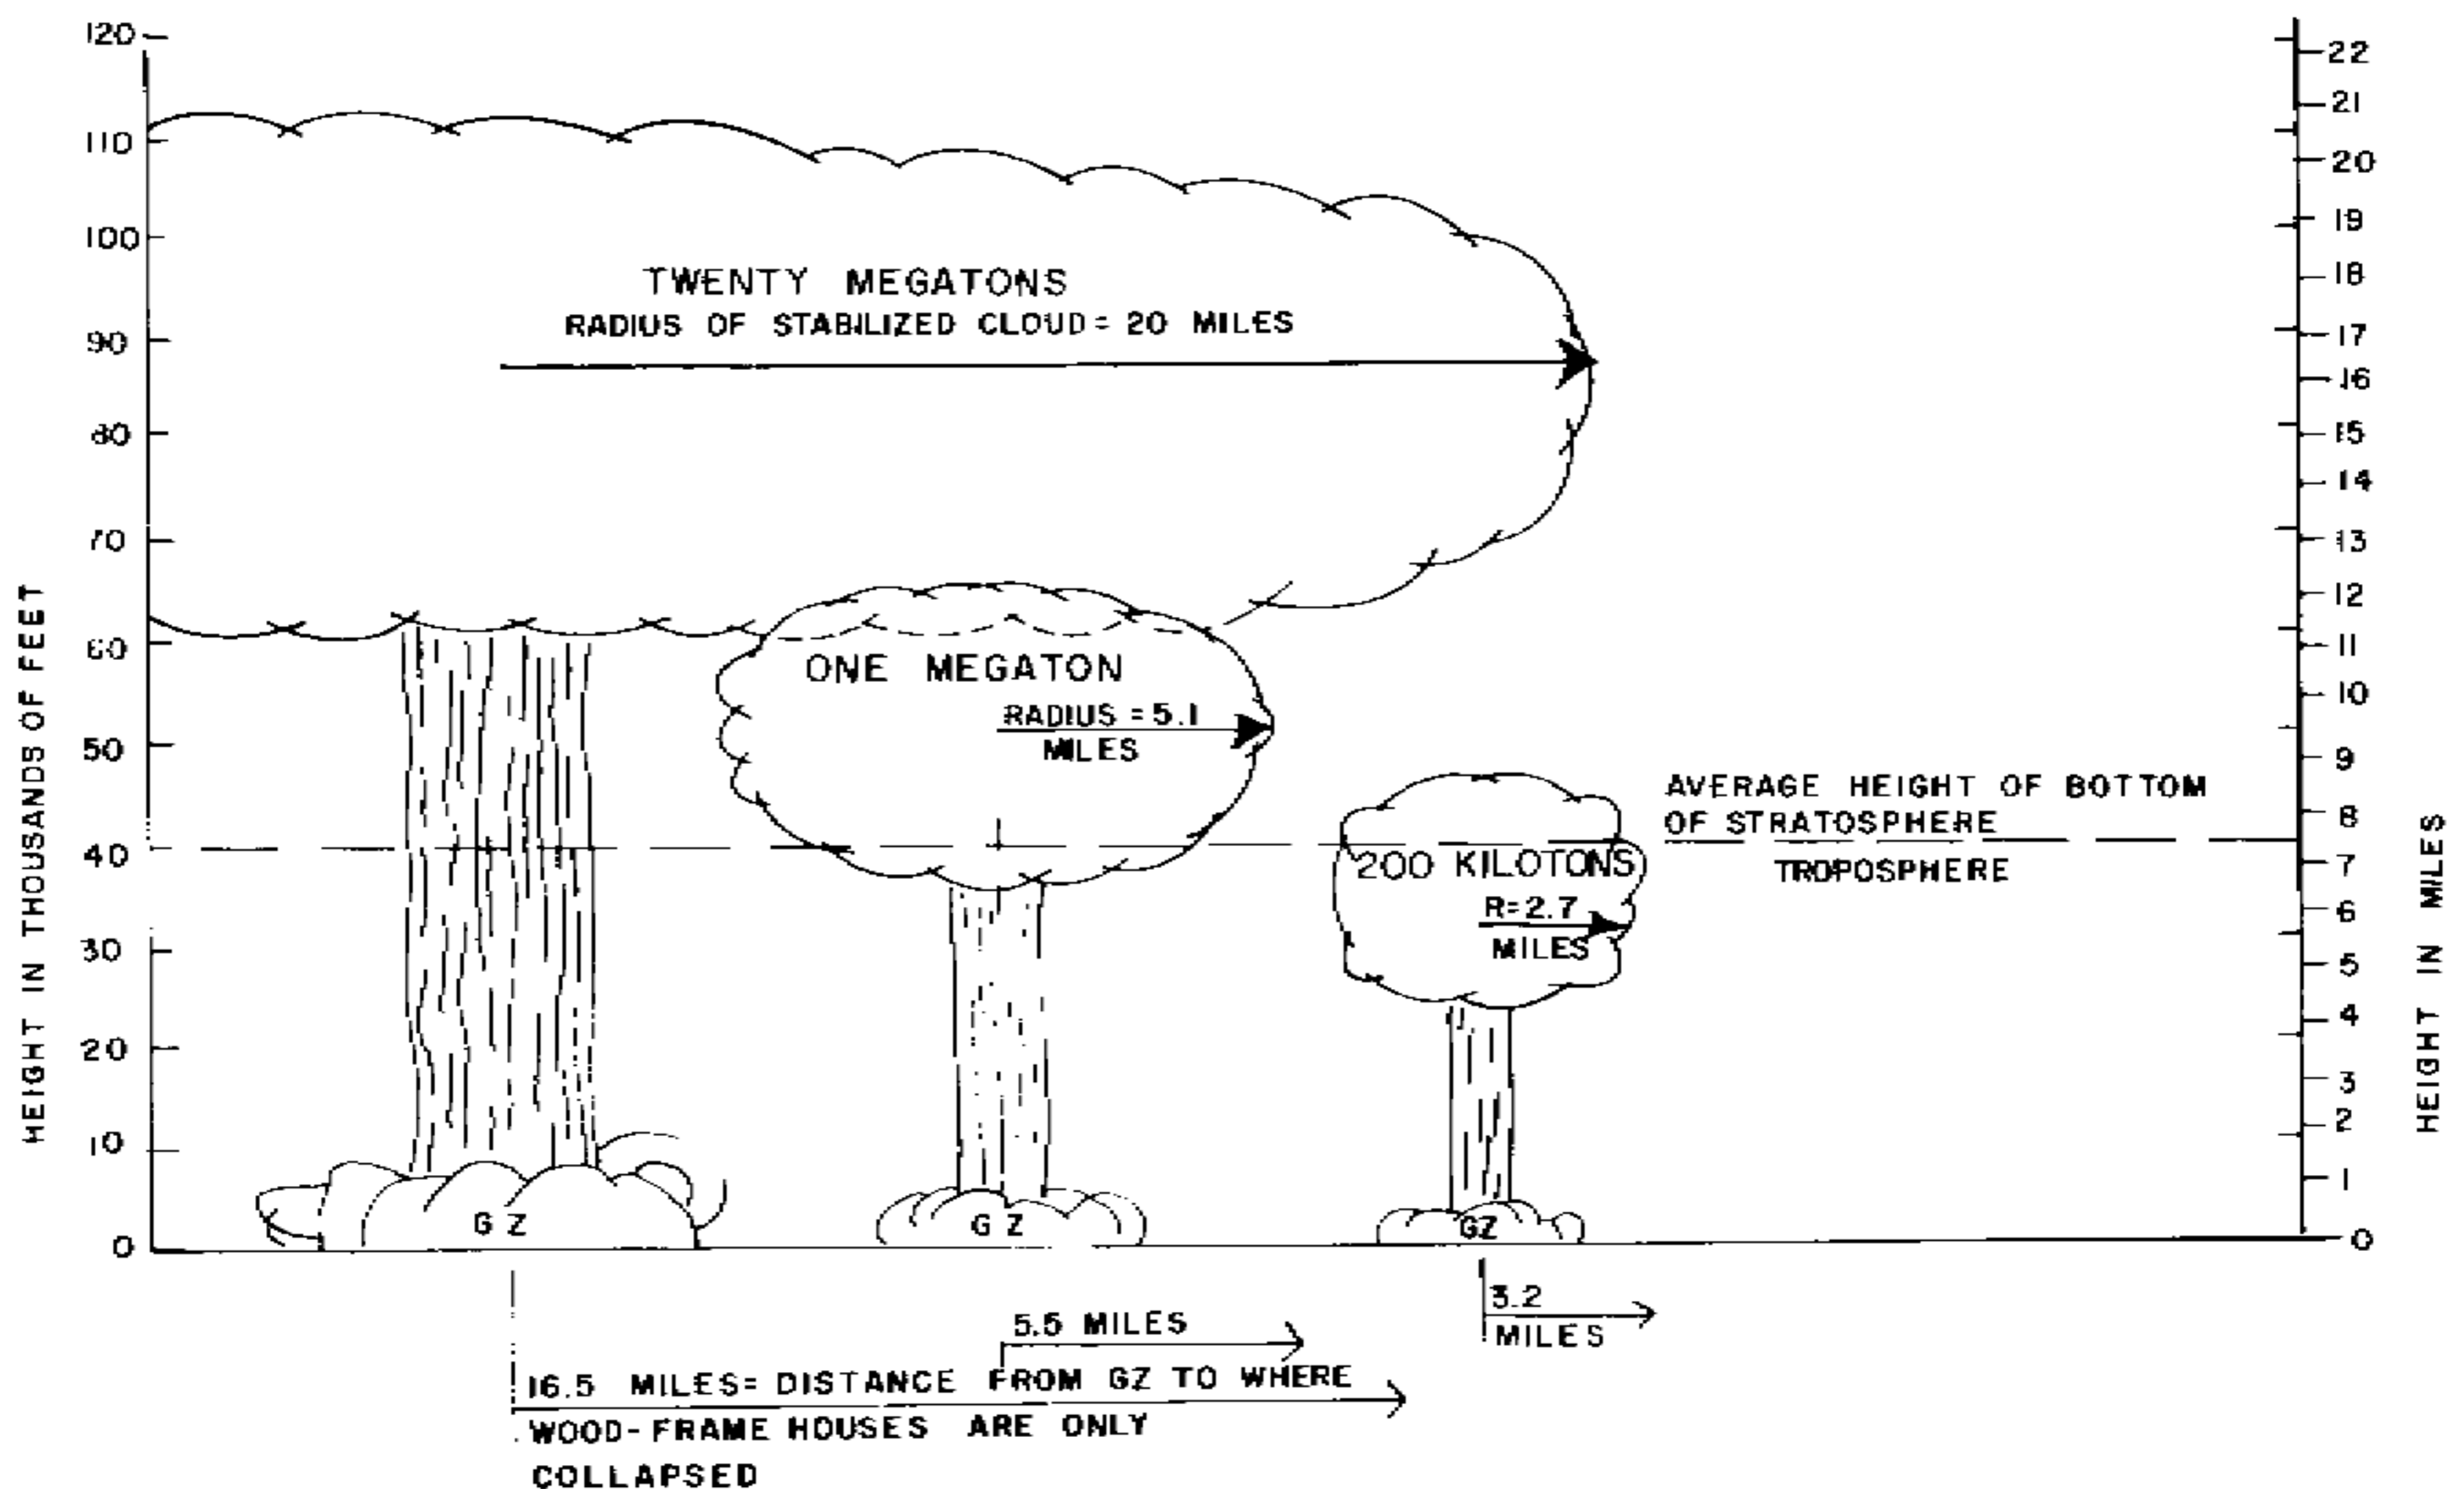 120
110
100
90
80
70
60
50
40
30
20
10
0
HEIGHT IN THOUSANDS OF FEET
TWENTY MEGATONS
RADIUS OF STABILIZED CLOUD = 20 MILES
ONE MEGATON
RADIUS = 5.1
MILES
200 KILOTONS
R=2.7
MILES
AVERAGE HEIGHT OF BOTTOM
OF STRATOSPHERE
TROPOSPHERE
22
21
20
19
18
17
16
15
14
13
12
11
10
9
8
7
6
5
4
3
2
1
0
HEIGHT IN MILES
GZ
GZ
GZ
3.2
MILES
5.5 MILES
16.5 MILES= DISTANCE FROM GZ TO WHERE
WOOD-FRAME HOUSES ARE ONLY
COLLAPSED